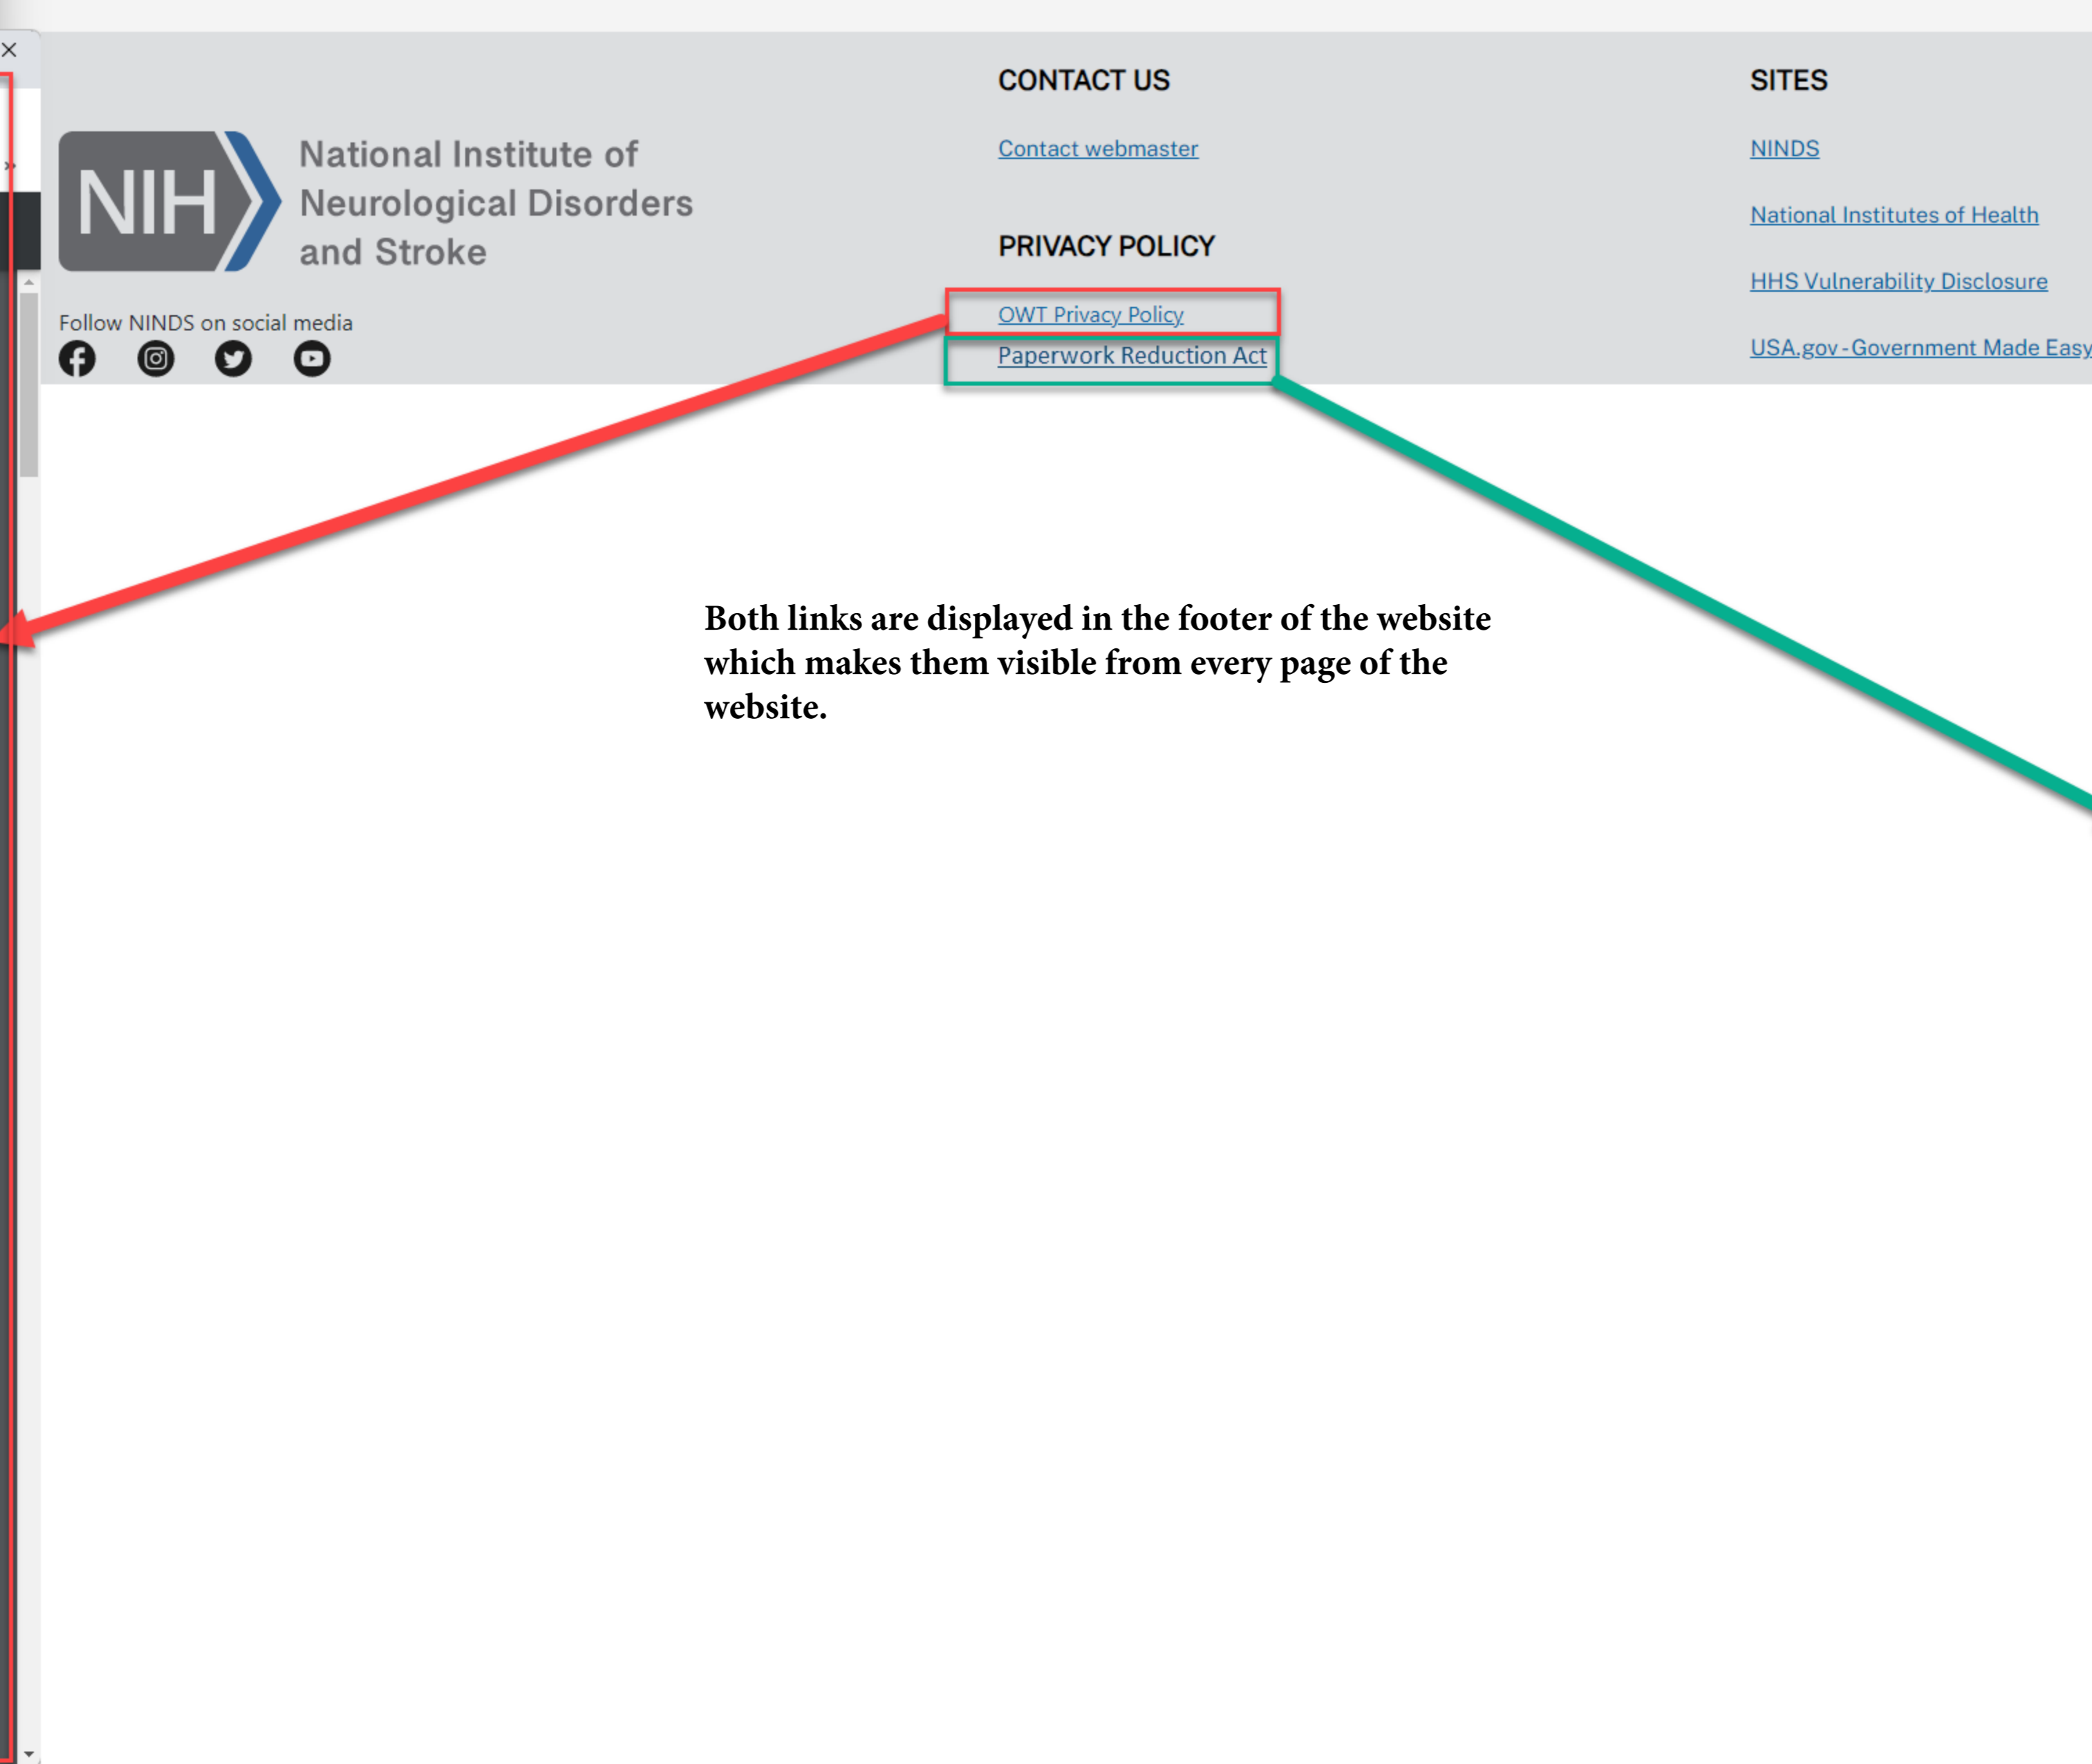 NIH
National Institute of
Neurological Disorders
and Stroke
Follow NINDS on social media
CONTACT US
Contact webmaster
PRIVACY POLICY
OWT Privacy Policy
Paperwork Reduction Act
SITES
NINDS
National Institutes of Health
HHS Vulnerability Disclosure
USA.gov - Government Made Easy
Both links are displayed in the footer of the website
which makes them visible from every page of the
website.